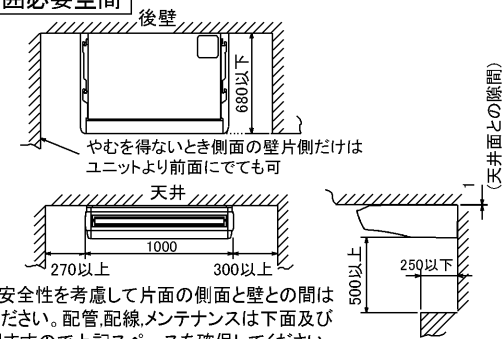 囲必要空間
後壁
680以下
やむを得ないとき側面の壁片側だけは
ユニットより前面にでても可
天井
1000
270以上
300以上
1
(天井面との隙間)
500以上
250以下
安全性を考慮して片面の側面と壁との間は
ださい。配管,配線,メンテナンスは下面及び
ますので上記スペースを確保してください